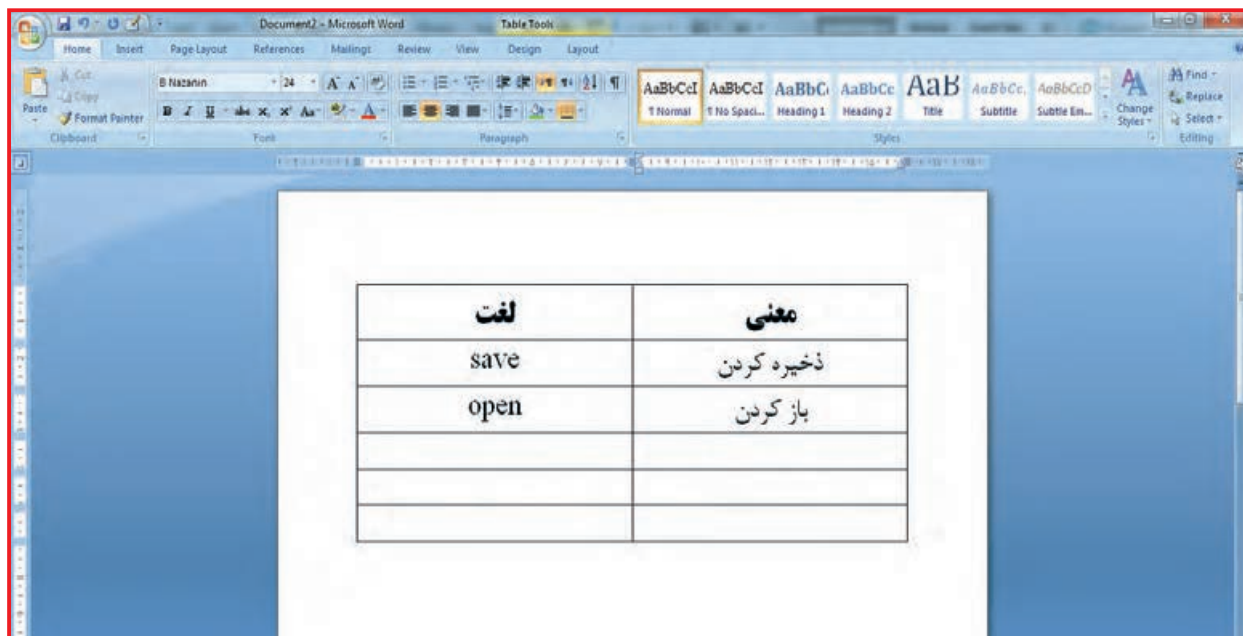 Document2 - Microsoft Word Table Tools
Home Insert Page Layout References Mailings Review View Design Layout
Paste
Cut
Copy
Format Painter
Clipboard
B Nazanin 24
Font
Paragraph
AaBbCcI AaBbCcI AaBbC AaBbCc AaB AaBbCc. AaBbCcD
¶ Normal ¶ No Spaci... Heading 1 Heading 2 Title Subtitle Subtle Em...
Change Styles
Styles
Find
Replace
Select
Editing
معنی لغت
ذخیره کردن save
باز کردن open